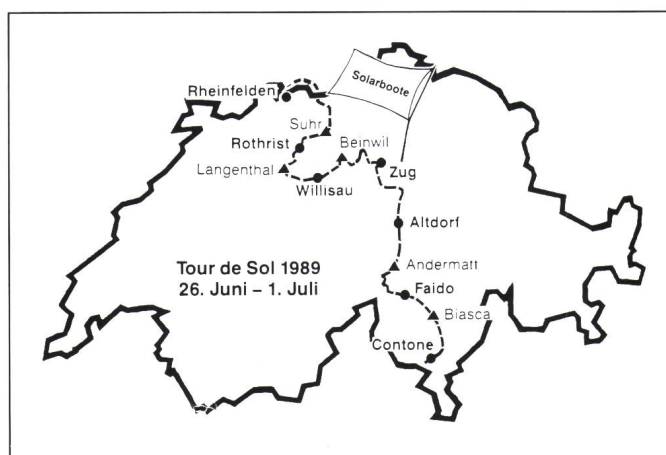 Solarboote
Rheinfelden
Suhr
Rothrist
Beinwil
Langenthal
Zug
Willisau
Altdorf
Tour de Sol 1989
26. Juni – 1. Juli
Andermatt
Faido
Biasca
Contone